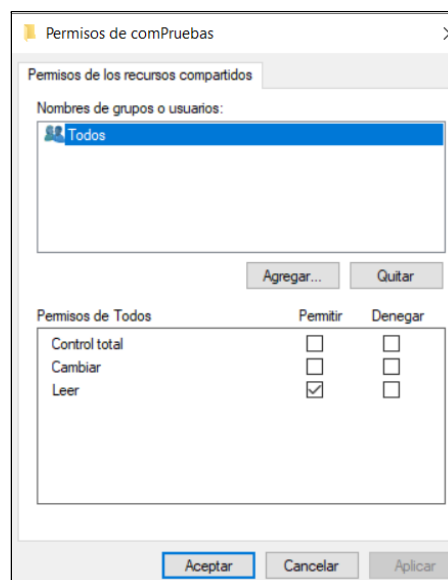 Permisos de comPruebas
Permisos de los recursos compartidos
Nombres de grupos o usuarios:
Todos
Agregar... Quitar
Permisos de Todos Permitir Denegar
Control total
Cambiar
Leer
Aceptar Cancelar Aplicar